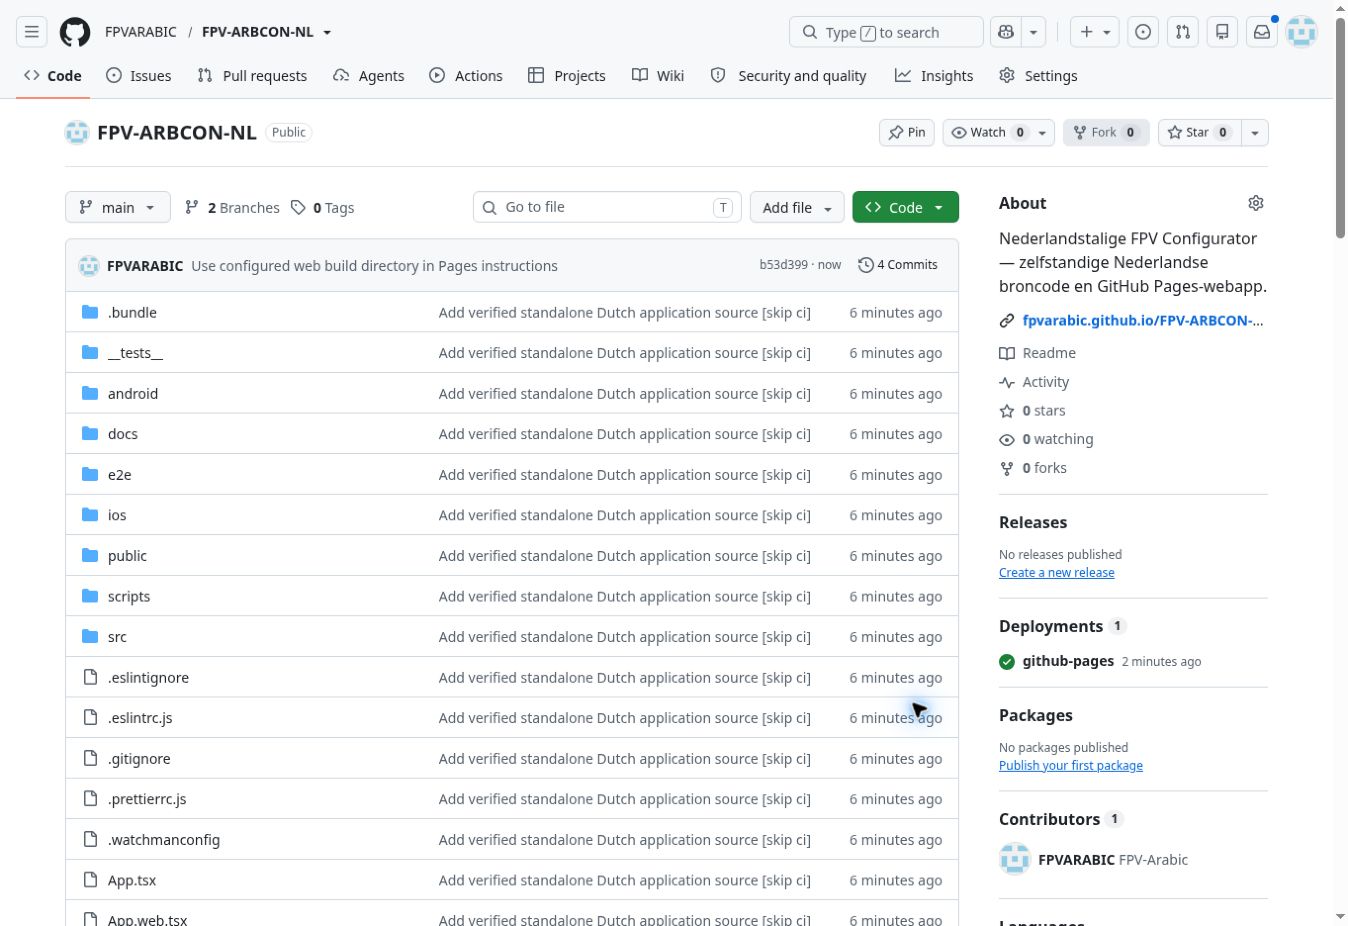 FPVARABIC / FPV-ARBCON-NL
Type / to search
Code
Issues
Pull requests
Agents
Actions
Projects
Wiki
Security and quality
Insights
Settings
FPV-ARBCON-NL Public
Pin
Watch 0
Fork 0
Star 0
main
2 Branches
0 Tags
Go to file
T
Add file
Code
FPVARABIC Use configured web build directory in Pages instructions
b53d399 · now
4 Commits
.bundle Add verified standalone Dutch application source [skip ci] 6 minutes ago
__tests__ Add verified standalone Dutch application source [skip ci] 6 minutes ago
android Add verified standalone Dutch application source [skip ci] 6 minutes ago
docs Add verified standalone Dutch application source [skip ci] 6 minutes ago
e2e Add verified standalone Dutch application source [skip ci] 6 minutes ago
ios Add verified standalone Dutch application source [skip ci] 6 minutes ago
public Add verified standalone Dutch application source [skip ci] 6 minutes ago
scripts Add verified standalone Dutch application source [skip ci] 6 minutes ago
src Add verified standalone Dutch application source [skip ci] 6 minutes ago
.eslintignore Add verified standalone Dutch application source [skip ci] 6 minutes ago
.eslintrc.js Add verified standalone Dutch application source [skip ci] 6 minutes ago
.gitignore Add verified standalone Dutch application source [skip ci] 6 minutes ago
.prettierrc.js Add verified standalone Dutch application source [skip ci] 6 minutes ago
.watchmanconfig Add verified standalone Dutch application source [skip ci] 6 minutes ago
App.tsx Add verified standalone Dutch application source [skip ci] 6 minutes ago
App.web.tsx Add verified standalone Dutch application source [skip ci] 6 minutes ago
About
Nederlandstalige FPV Configurator
— zelfstandige Nederlandse
broncode en GitHub Pages-webapp.
fpvarabic.github.io/FPV-ARBCON-...
Readme
Activity
0 stars
0 watching
0 forks
Releases
No releases published
Create a new release
Deployments 1
github-pages 2 minutes ago
Packages
No packages published
Publish your first package
Contributors 1
FPVARABIC FPV-Arabic
Languages